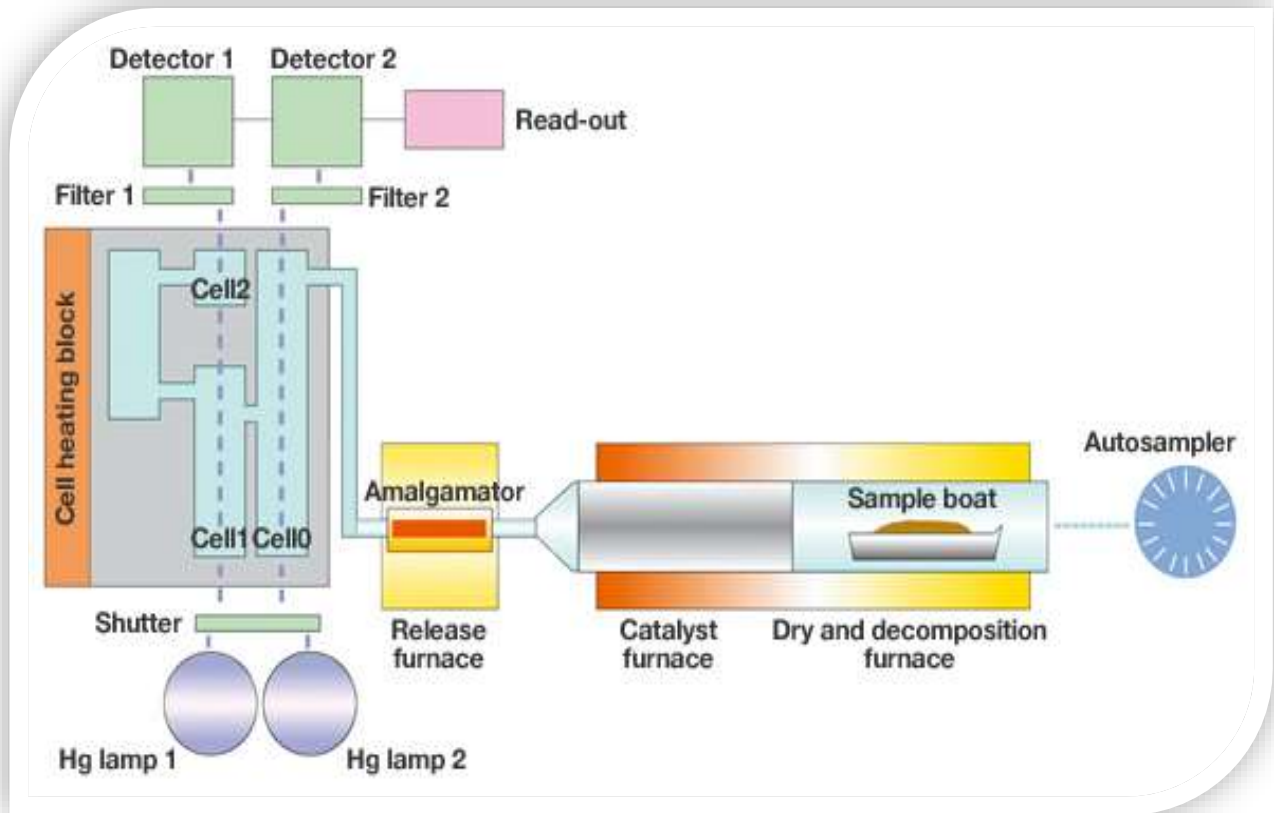 Detector 1
Detector 2
Read-out
Filter 1
Filter 2
Cell heating block
Cell2
Cell1
Cell0
Autosampler
Amalgamator
Sample boat
Shutter
Release
furnace
Catalyst
furnace
Dry and decomposition
furnace
Hg lamp 1
Hg lamp 2